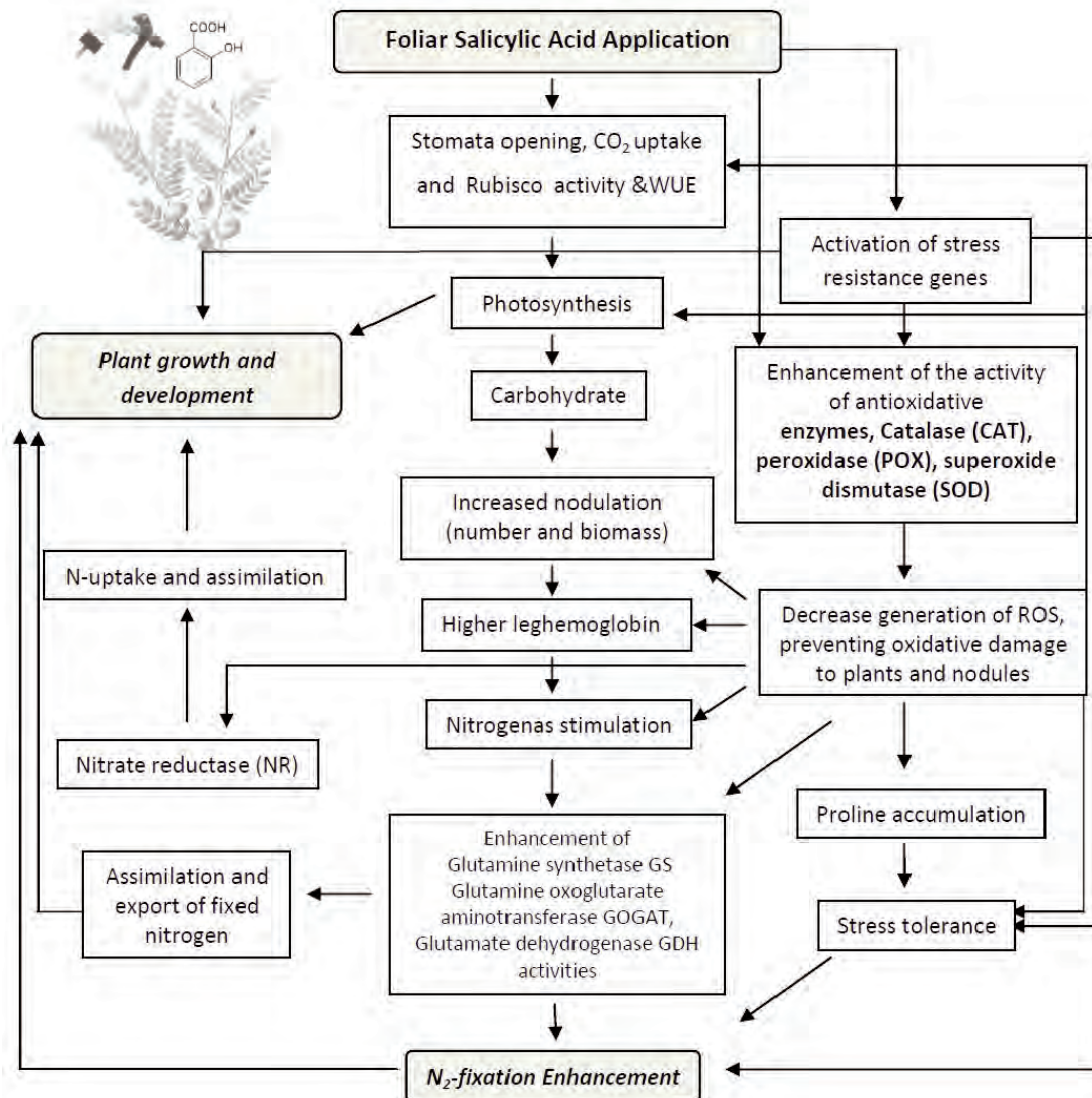 COOH
OH
Foliar Salicylic Acid Application
Stomata opening, CO₂ uptake
and Rubisco activity &WUE
Activation of stress
resistance genes
Photosynthesis
Plant growth and
development
Enhancement of the activity
of antioxidative
enzymes, Catalase (CAT),
peroxidase (POX), superoxide
dismutase (SOD)
Carbohydrate
Increased nodulation
(number and biomass)
N-uptake and assimilation
Higher leghemoglobin
Decrease generation of ROS,
preventing oxidative damage
to plants and nodules
Nitrogenas stimulation
Nitrate reductase (NR)
Proline accumulation
Enhancement of
Glutamine synthetase GS
Glutamine oxoglutarate
aminotransferase GOGAT,
Glutamate dehydrogenase GDH
activities
Assimilation and
export of fixed
nitrogen
Stress tolerance
N₂-fixation Enhancement